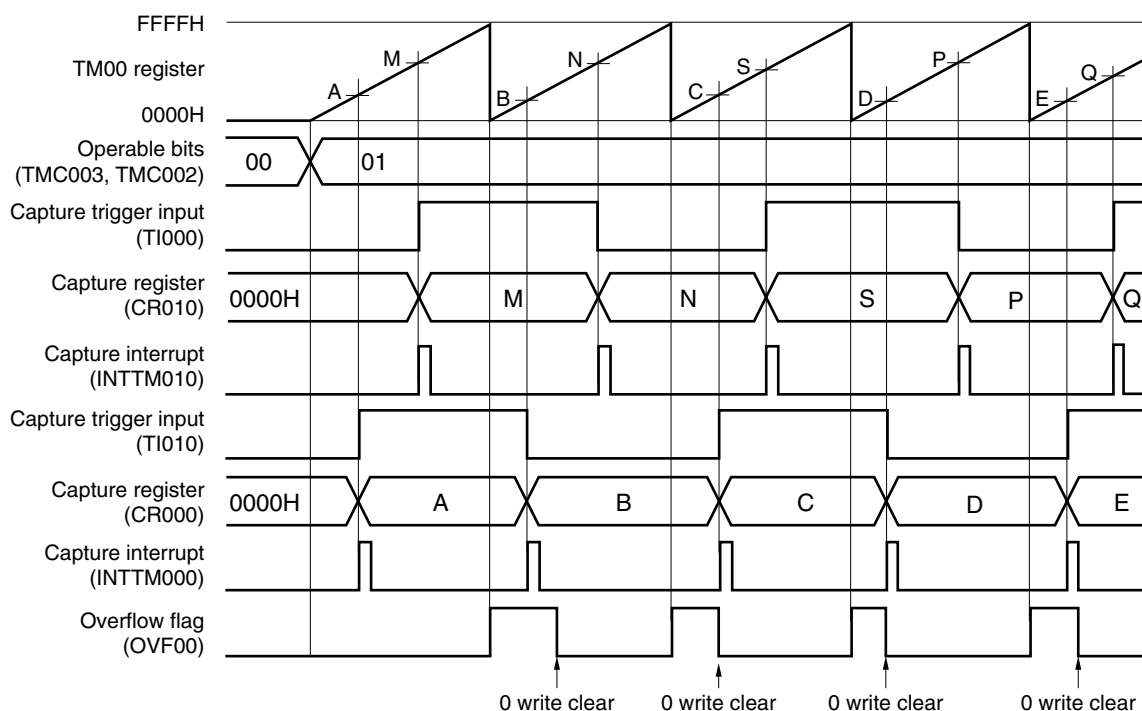 FFFFH
TM00 register
0000H
A M B N C S D P E Q
Operable bits
(TMC003, TMC002)
00 01
Capture trigger input
(TI000)
Capture register
(CR010)
0000H M N S P Q
Capture interrupt
(INTTM010)
Capture trigger input
(TI010)
Capture register
(CR000)
0000H A B C D E
Capture interrupt
(INTTM000)
Overflow flag
(OVF00)
0 write clear 0 write clear 0 write clear 0 write clear